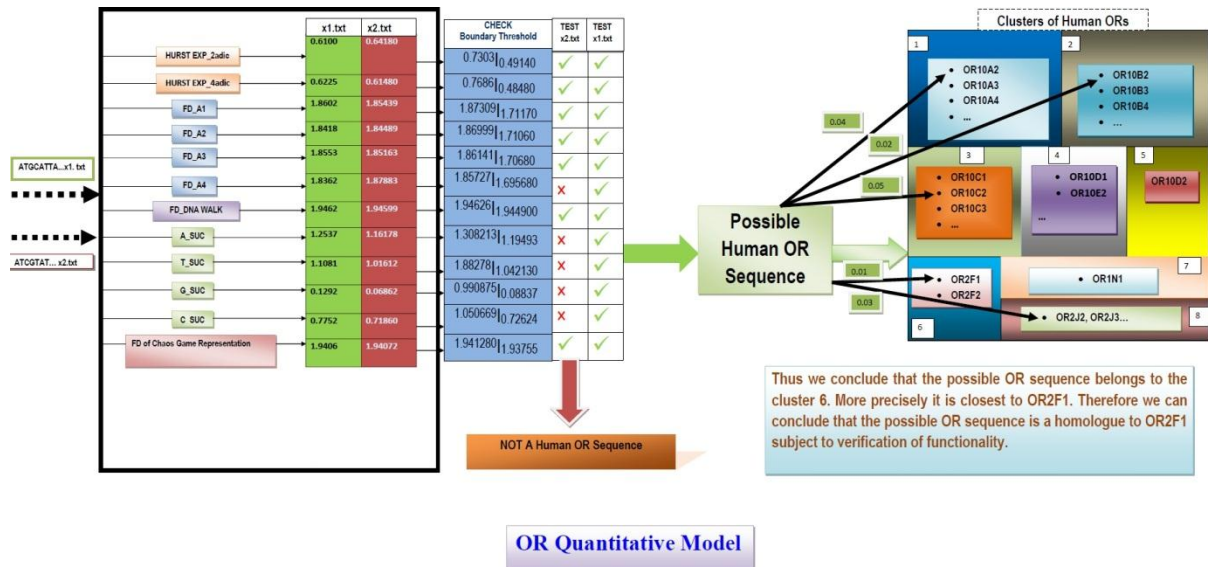 x1.txt x2.txt
CHECK
Boundary Threshold
TEST
x2.txt
TEST
x1.txt
HURST EXP_2adic 0.6100 0.64180 0.7303|0.49140 ✓ ✓
HURST EXP_4adic 0.6225 0.61480 0.7686|0.48480 ✓ ✓
FD_A1 1.8602 1.85439 1.87309|1.71170 ✓ ✓
FD_A2 1.8418 1.84489 1.86999|1.71060 ✓ ✓
FD_A3 1.8553 1.85163 1.86141|1.70680 ✓ ✓
ATGCATTA...x1. txt
FD_A4 1.8362 1.87883 1.85727|1.695680 x ✓
FD_DNA WALK 1.9462 1.94599 1.94626|1.944900 ✓ ✓
A_SUC 1.2537 1.16178 1.308213|1.19493 x ✓
ATCGTAT... x2.txt
T_SUC 1.1081 1.01612 1.88278|1.042130 x ✓
G_SUC 0.1292 0.06862 0.990875|0.08837 x ✓
C_SUC 0.7752 0.71860 1.050669|0.72624 x ✓
FD of Chaos Game Representation 1.9406 1.94072 1.941280|1.93755 ✓ ✓
NOT A Human OR Sequence
Possible
Human OR
Sequence
0.04
0.02
0.05
0.01
0.03
Clusters of Human ORs
1
• OR10A2
• OR10A3
• OR10A4
• ...
2
• OR10B2
• OR10B3
• OR10B4
• ...
3
• OR10C1
• OR10C2
• OR10C3
• ...
4
• OR10D1
• OR10E2
...
5
OR10D2
• OR2F1
• OR2F2
6
7
• OR1N1
• OR2J2, OR2J3...
8
Thus we conclude that the possible OR sequence belongs to the
cluster 6. More precisely it is closest to OR2F1. Therefore we can
conclude that the possible OR sequence is a homologue to OR2F1
subject to verification of functionality.
OR Quantitative Model